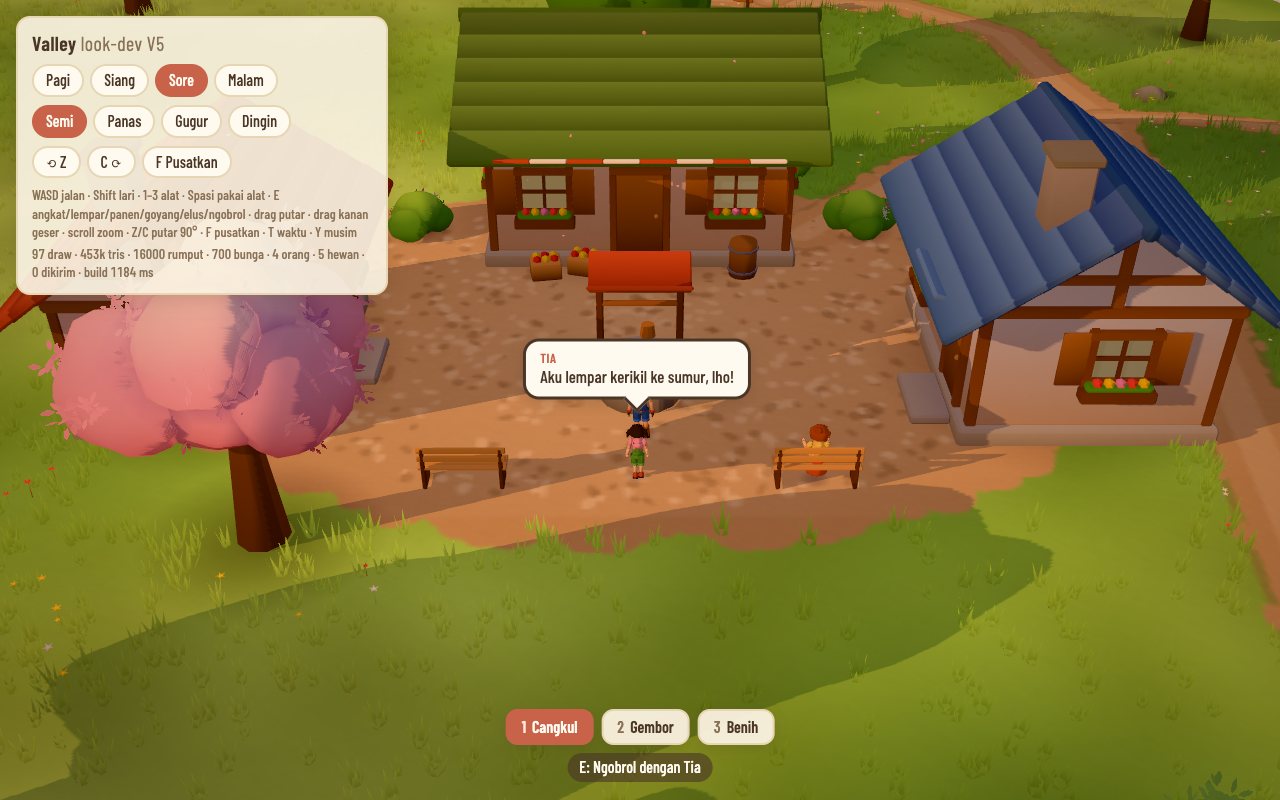 Valley look-dev V5
Pagi Siang Sore Malam
Semi Panas Gugur Dingin
⟲ Z C ⟳ F Pusatkan
WASD jalan · Shift lari · 1–3 alat · Spasi pakai alat · E
angkat/lempar/panen/goyang/elus/ngobrol · drag putar · drag kanan
geser · scroll zoom · Z/C putar 90° · F pusatkan · T waktu · Y musim
97 draw · 453k tris · 16000 rumput · 700 bunga · 4 orang · 5 hewan ·
0 dikirim · build 1184 ms
TIA
Aku lempar kerikil ke sumur, lho!
1 Cangkul 2 Gembor 3 Benih
E: Ngobrol dengan Tia